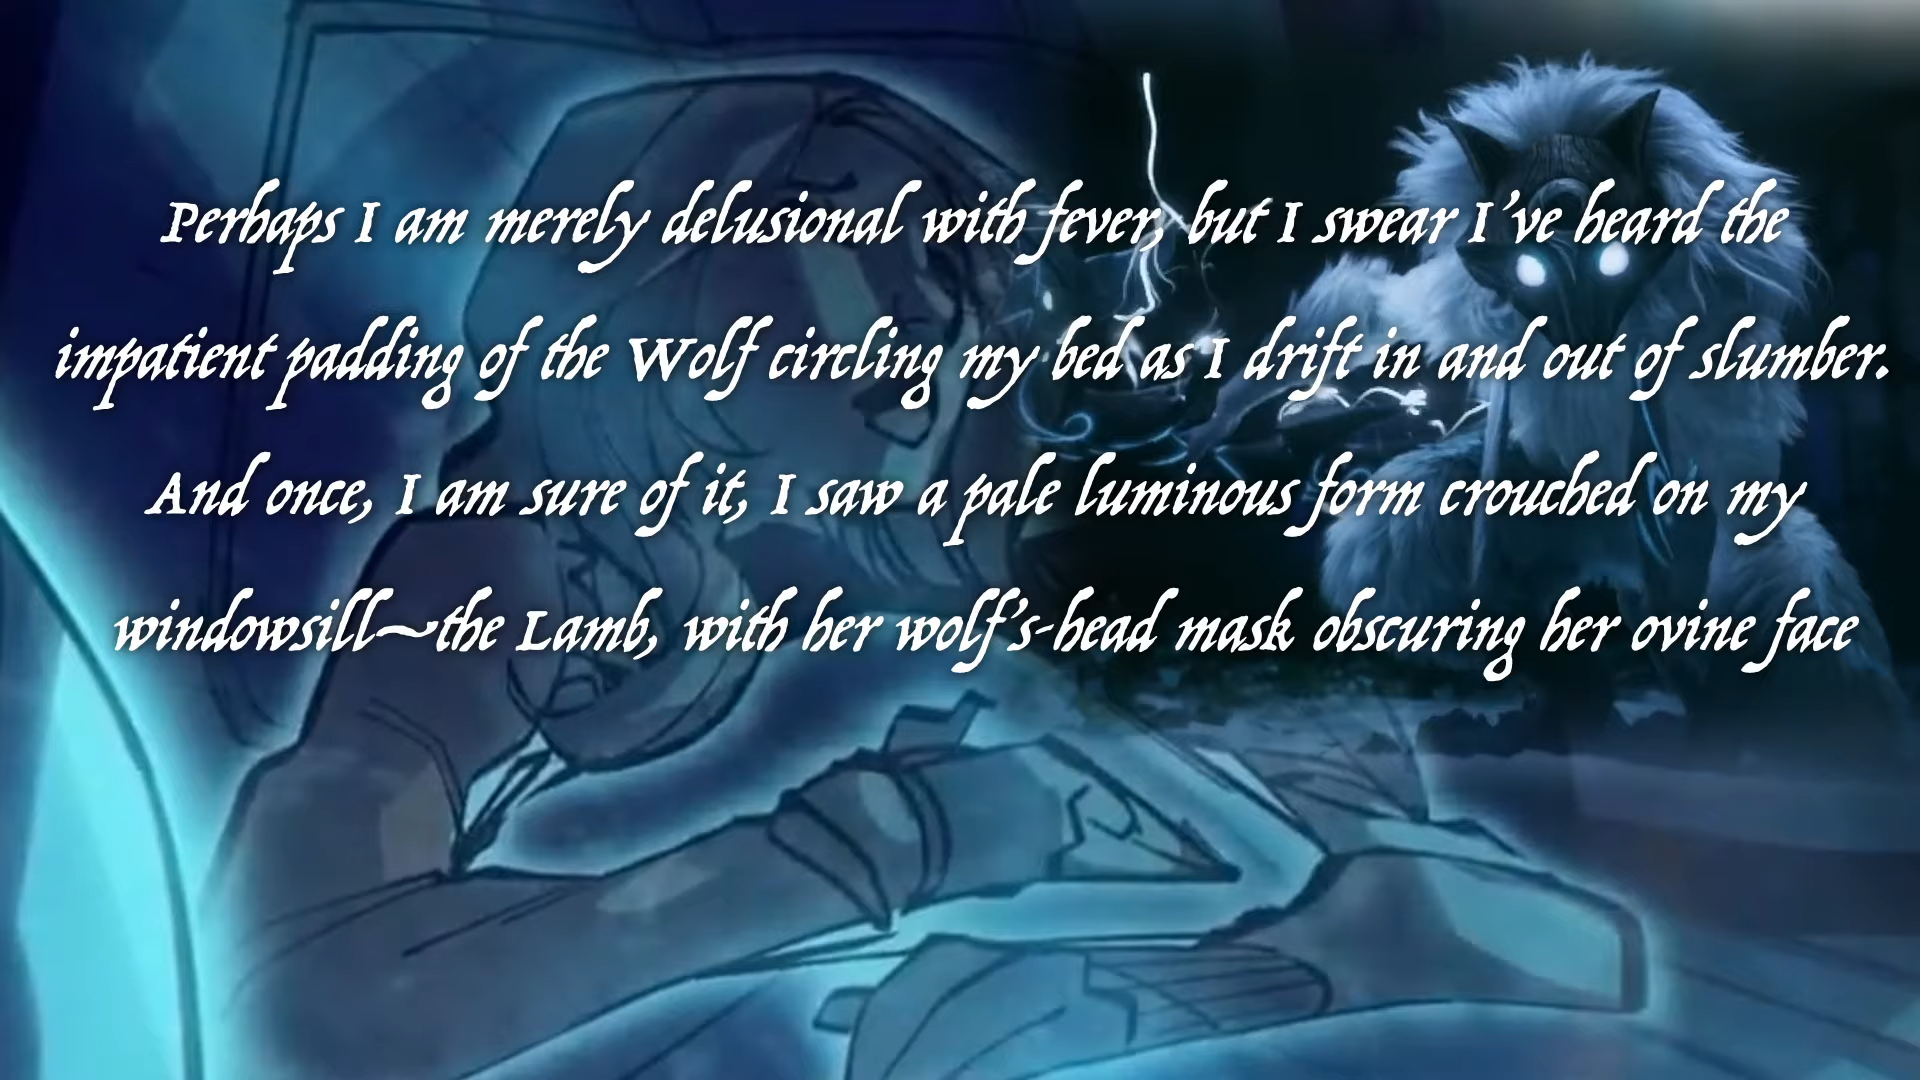 Perhaps I am merely delusional with fever, but I swear I've heard the
impatient padding of the Wolf circling my bed as I drift in and out of slumber.
And once, I am sure of it, I saw a pale luminous form crouched on my
windowsill—the Lamb, with her wolf's-head mask obscuring her ovine face